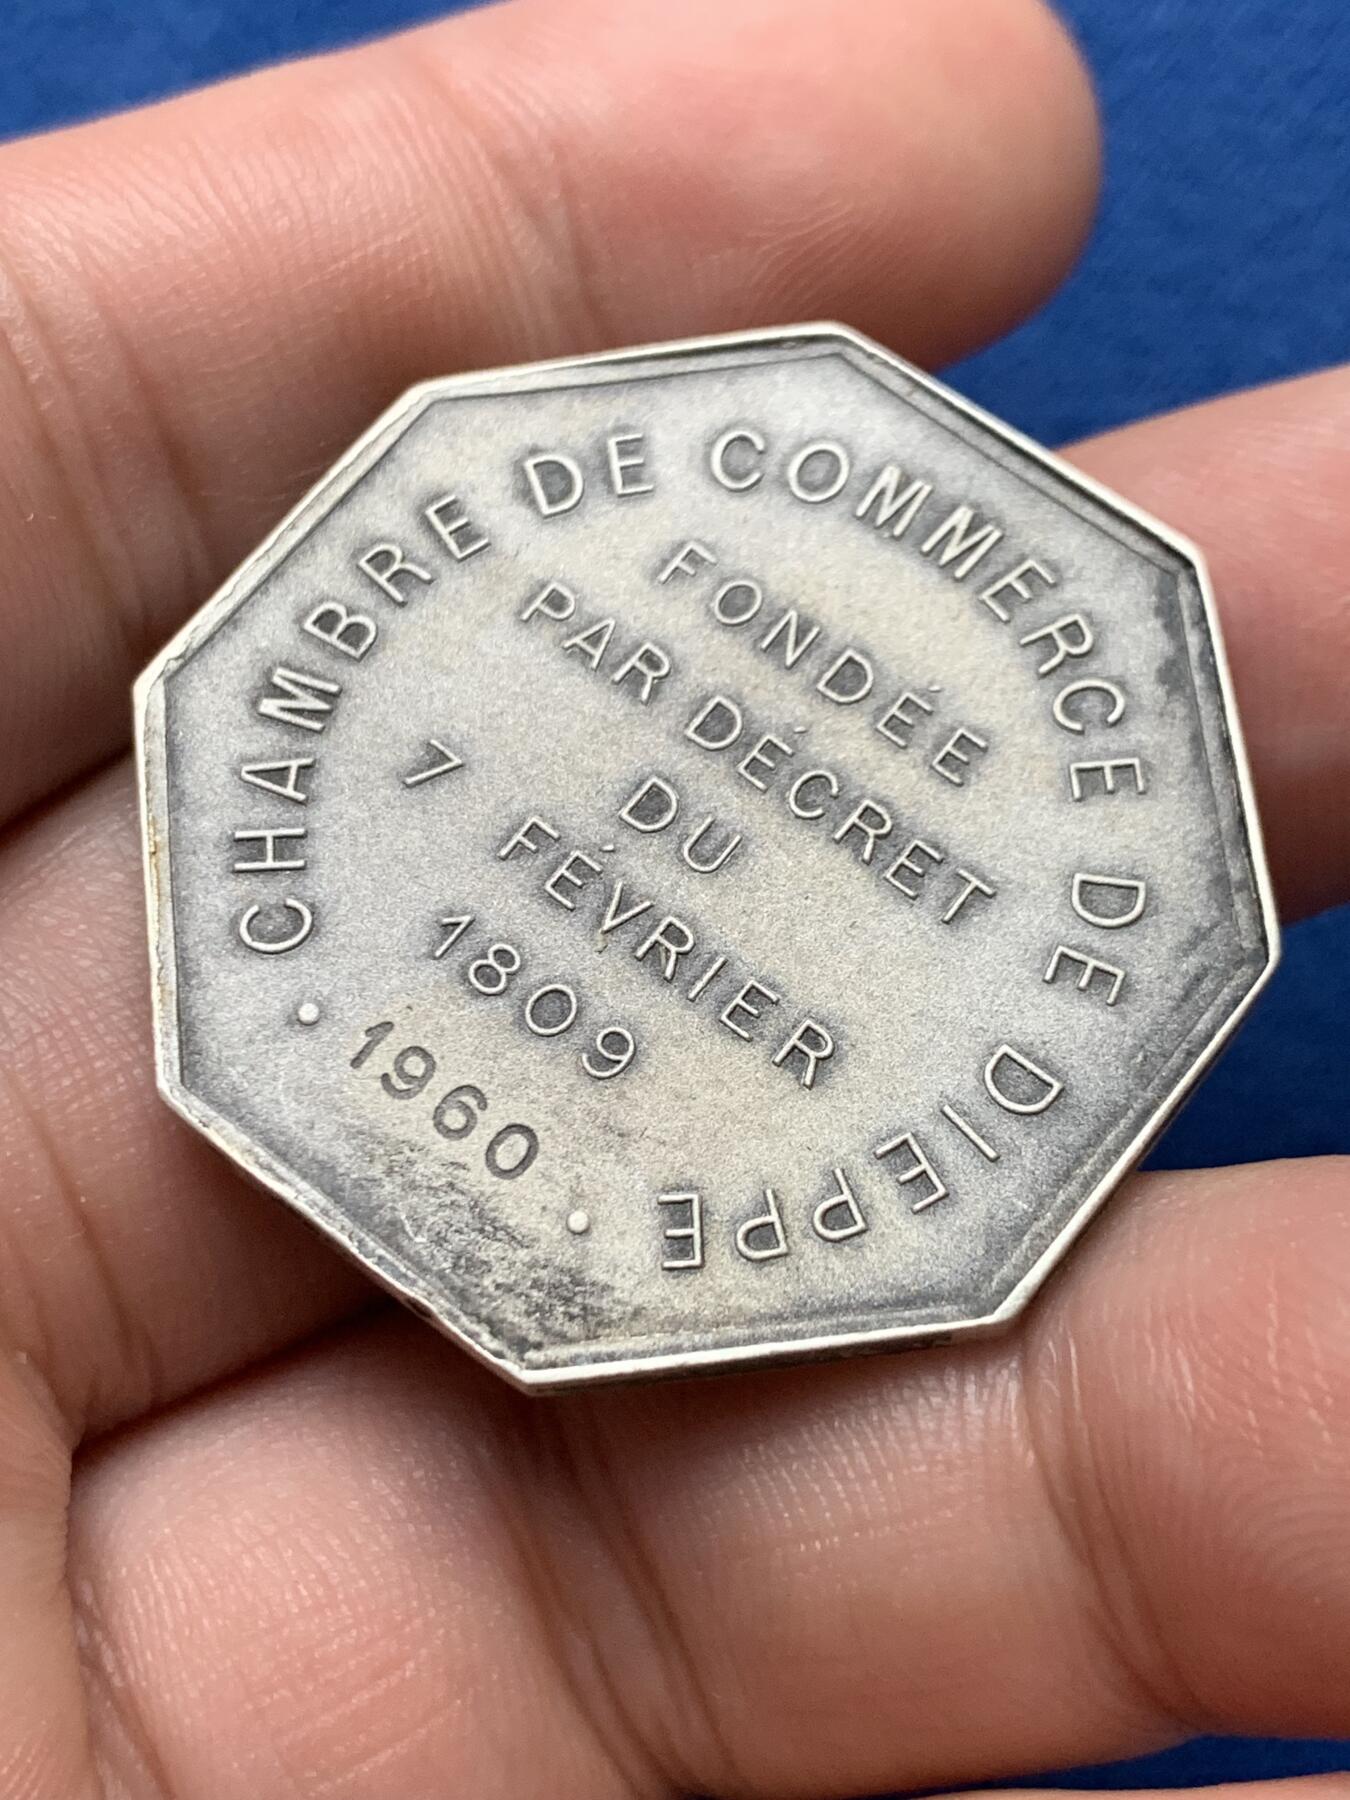 CHAMBRE DE COMMERCE DE DIEPPE
FONDÉE
PAR DÉCRET
DU
7 FÉVRIER
1809
· 1960 ·